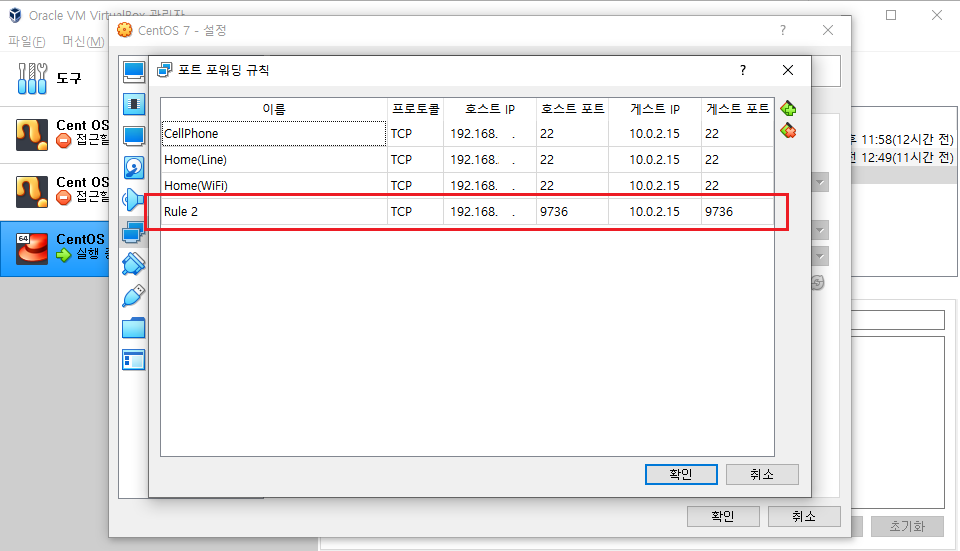 Oracle VM VirtualBox 관리자
파일(F) 머신(M)
도구
Cent OS
접근할
Cent OS
접근할
64
CentOS
실행 중
CentOS 7 - 설정
?
포트 포워딩 규칙
?
이름 프로토콜 호스트 IP 호스트 포트 게스트 IP 게스트 포트
CellPhone TCP 192.168. . 22 10.0.2.15 22
Home(Line) TCP 192.168. . 22 10.0.2.15 22
Home(WiFi) TCP 192.168. . 22 10.0.2.15 22
Rule 2 TCP 192.168. . 9736 10.0.2.15 9736
확인 취소
확인 취소
11:58(12시간 전)
12:49(11시간 전)
초기화